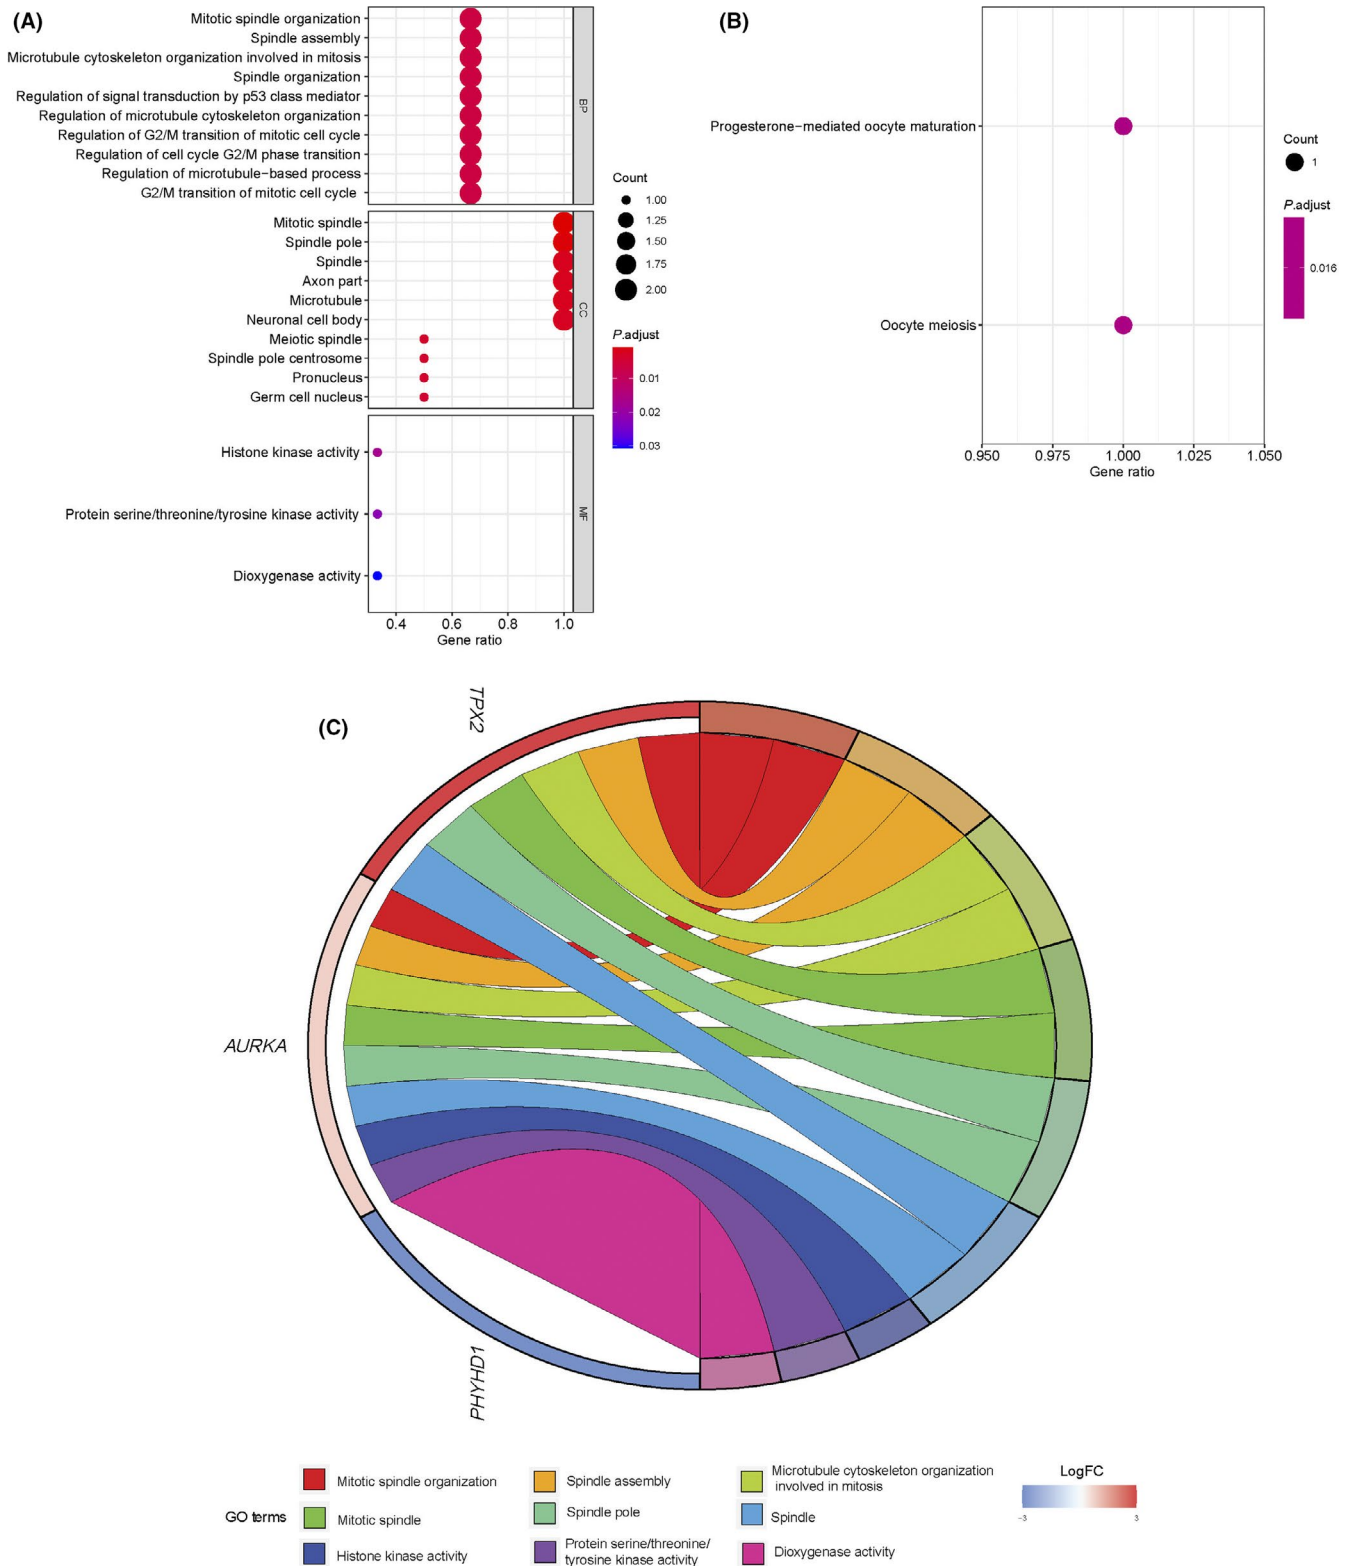 (A)
Mitotic spindle organization
Spindle assembly
Microtubule cytoskeleton organization involved in mitosis
Spindle organization
Regulation of signal transduction by p53 class mediator
Regulation of microtubule cytoskeleton organization
Regulation of G2/M transition of mitotic cell cycle
Regulation of cell cycle G2/M phase transition
Regulation of microtubule−based process
G2/M transition of mitotic cell cycle
BP
Mitotic spindle
Spindle pole
Spindle
Axon part
Microtubule
Neuronal cell body
Meiotic spindle
Spindle pole centrosome
Pronucleus
Germ cell nucleus
CC
Histone kinase activity
Protein serine/threonine/tyrosine kinase activity
Dioxygenase activity
MF
0.4 0.6 0.8 1.0
Gene ratio
Count
1.00
1.25
1.50
1.75
2.00
P.adjust
0.01
0.02
0.03
(B)
Progesterone−mediated oocyte maturation
Oocyte meiosis
0.950 0.975 1.000 1.025 1.050
Gene ratio
Count
1
P.adjust
0.016
(C)
TPX2
AURKA
PHYHD1
GO terms
Mitotic spindle organization
Spindle assembly
Microtubule cytoskeleton organization
involved in mitosis
Mitotic spindle
Spindle pole
Spindle
Histone kinase activity
Protein serine/threonine/
tyrosine kinase activity
Dioxygenase activity
LogFC
−3 3